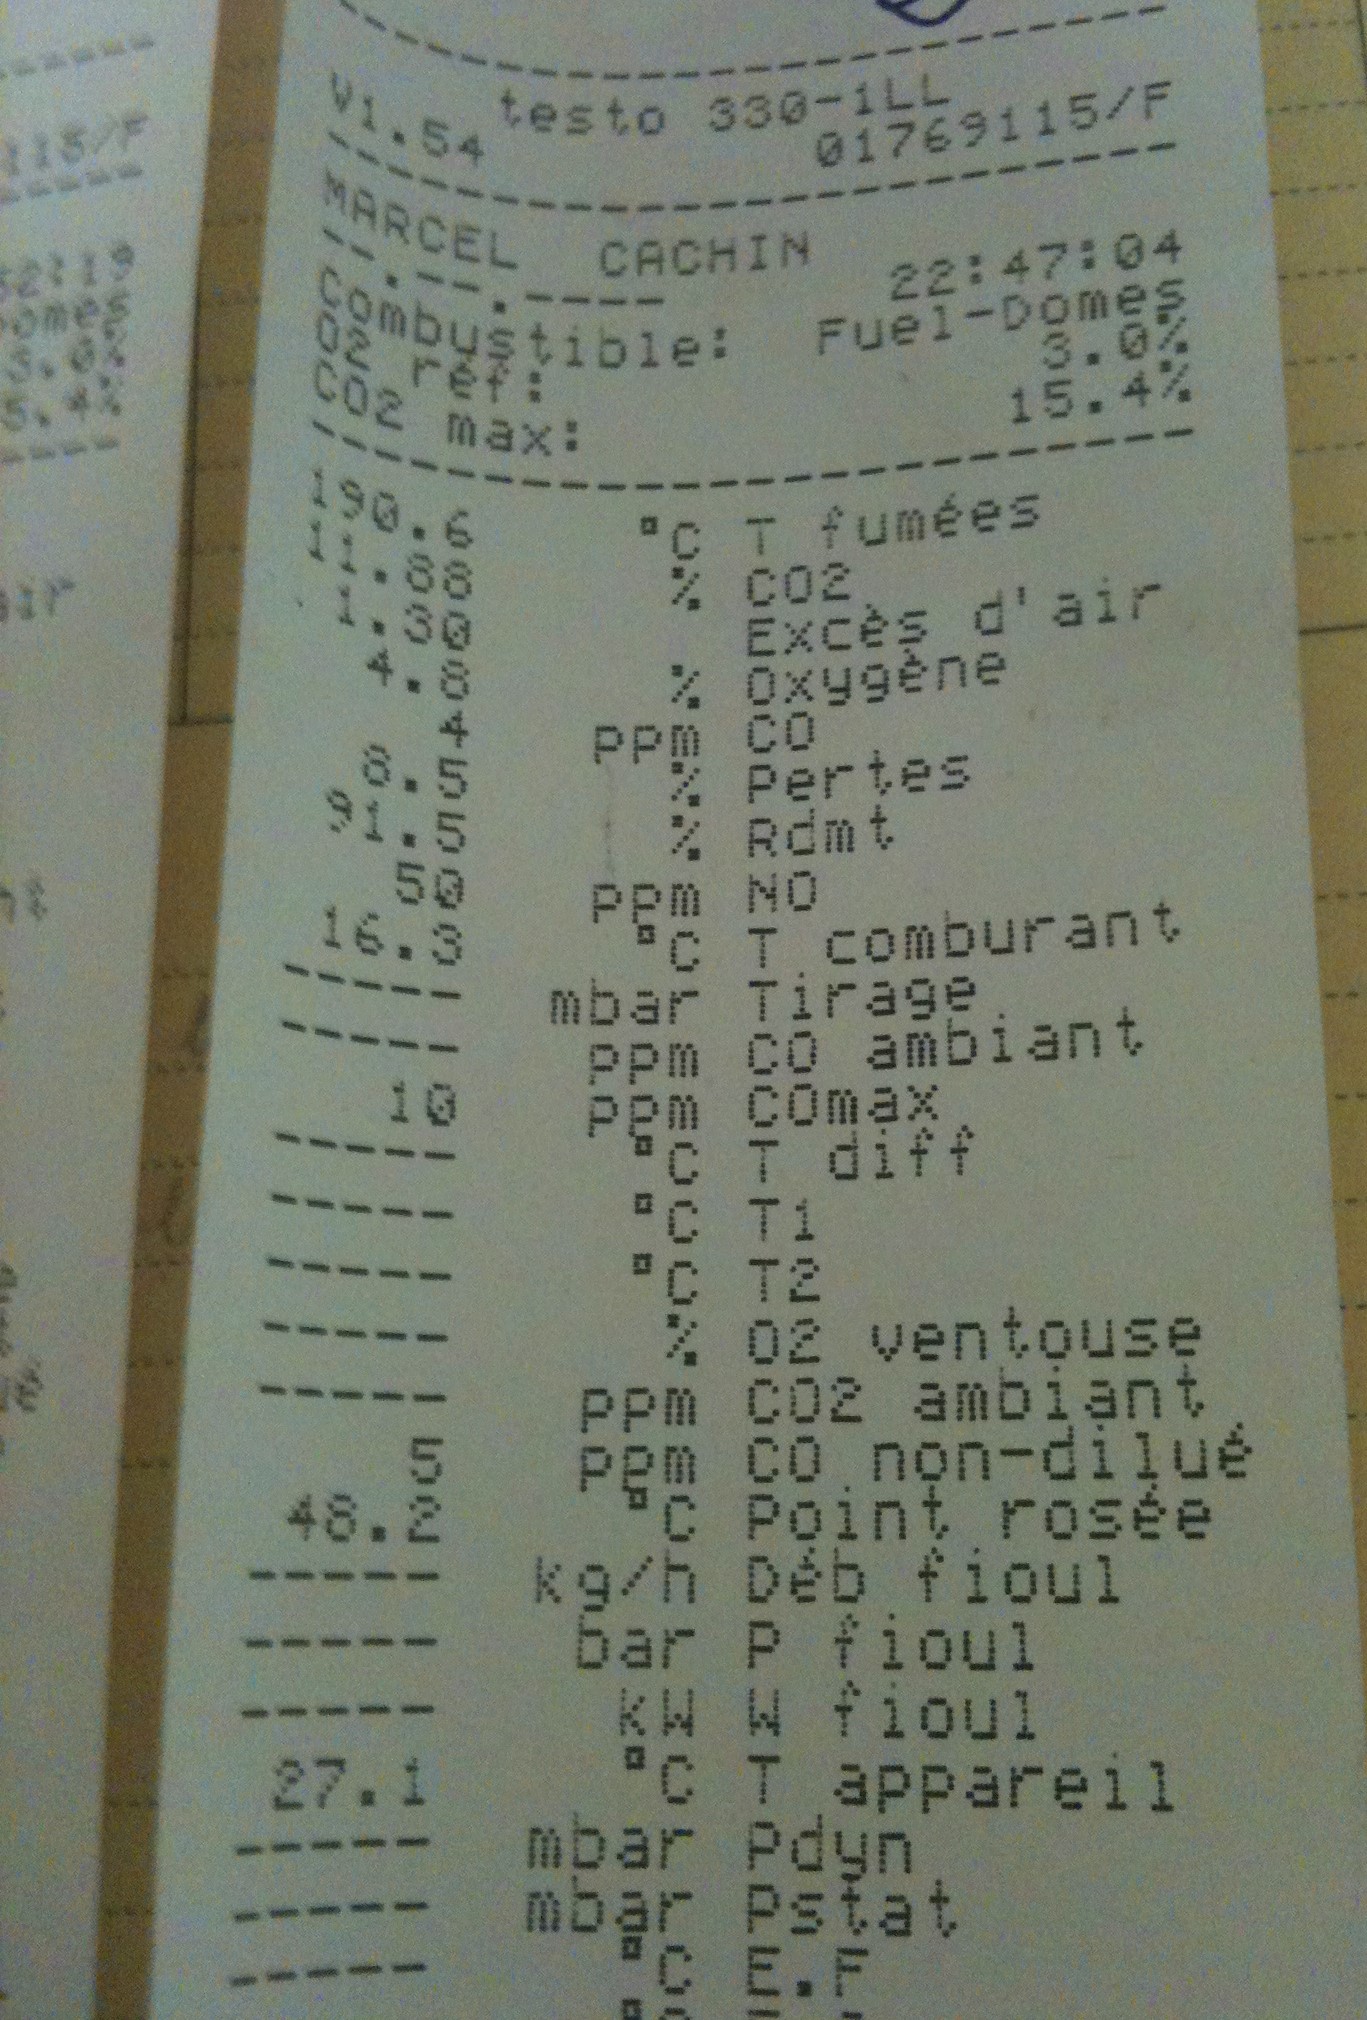 testo 330-1LL
V1.54 01769115/F
MARCEL CACHIN
--.--.---- 22:47:04
Combustible: Fuel-Domes
O2 réf: 3.0%
CO2 max: 15.4%
190.6 °C T fumées
11.88 % CO2
1.30 Excès d'air
4.8 % Oxygène
4 ppm CO
8.5 % Pertes
91.5 % Rdmt
50 ppm NO
16.3 °C T comburant
----- mbar Tirage
----- ppm CO ambiant
10 ppm COmax
----- °C T diff
----- °C T1
----- °C T2
----- % O2 ventouse
----- ppm CO2 ambiant
5 ppm CO non-dilué
48.2 °C Point rosée
----- kg/h Déb fioul
----- bar P fioul
----- kW W fioul
27.1 °C T appareil
----- mbar Pdyn
----- mbar Pstat
----- °C E.F
115/F